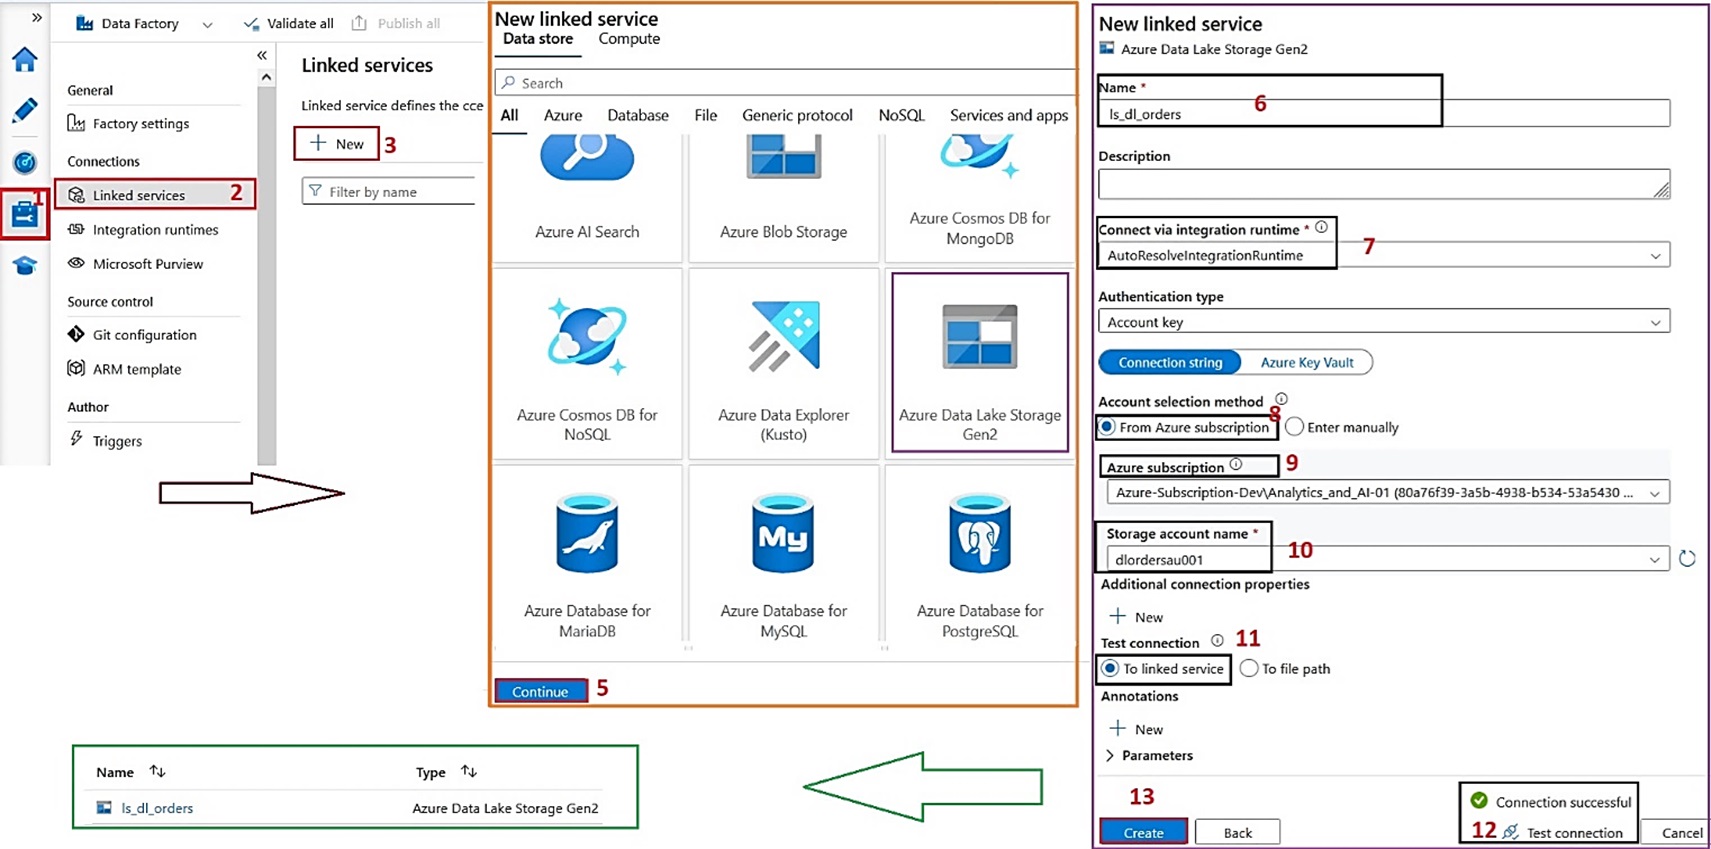 Data Factory
Validate all
Publish all
General
Factory settings
Connections
1
Linked services
2
Integration runtimes
Microsoft Purview
Source control
Git configuration
ARM template
Author
Triggers
Linked services
Linked service defines the cce
New
3
Filter by name
New linked service
Data store
Compute
Search
All
Azure
Database
File
Generic protocol
NoSQL
Services and apps
Azure AI Search
Azure Blob Storage
Azure Cosmos DB for
MongoDB
Azure Cosmos DB for
NoSQL
Azure Data Explorer
(Kusto)
Azure Data Lake Storage
Gen2
Azure Database for
MariaDB
My
Azure Database for
MySQL
Azure Database for
PostgreSQL
Continue
5
New linked service
Azure Data Lake Storage Gen2
Name *
6
ls_dl_orders
Description
Connect via integration runtime *
7
AutoResolveIntegrationRuntime
Authentication type
Account key
Connection string
Azure Key Vault
Account selection method
8
From Azure subscription
Enter manually
Azure subscription
9
Azure-Subscription-Dev\Analytics_and_AI-01 (80a76f39-3a5b-4938-b534-53a5430 ...
Storage account name *
10
dlordersau001
Additional connection properties
New
Test connection
11
To linked service
To file path
Annotations
New
Parameters
13
Connection successful
12
Test connection
Create
Back
Cancel
Name
Type
ls_dl_orders
Azure Data Lake Storage Gen2